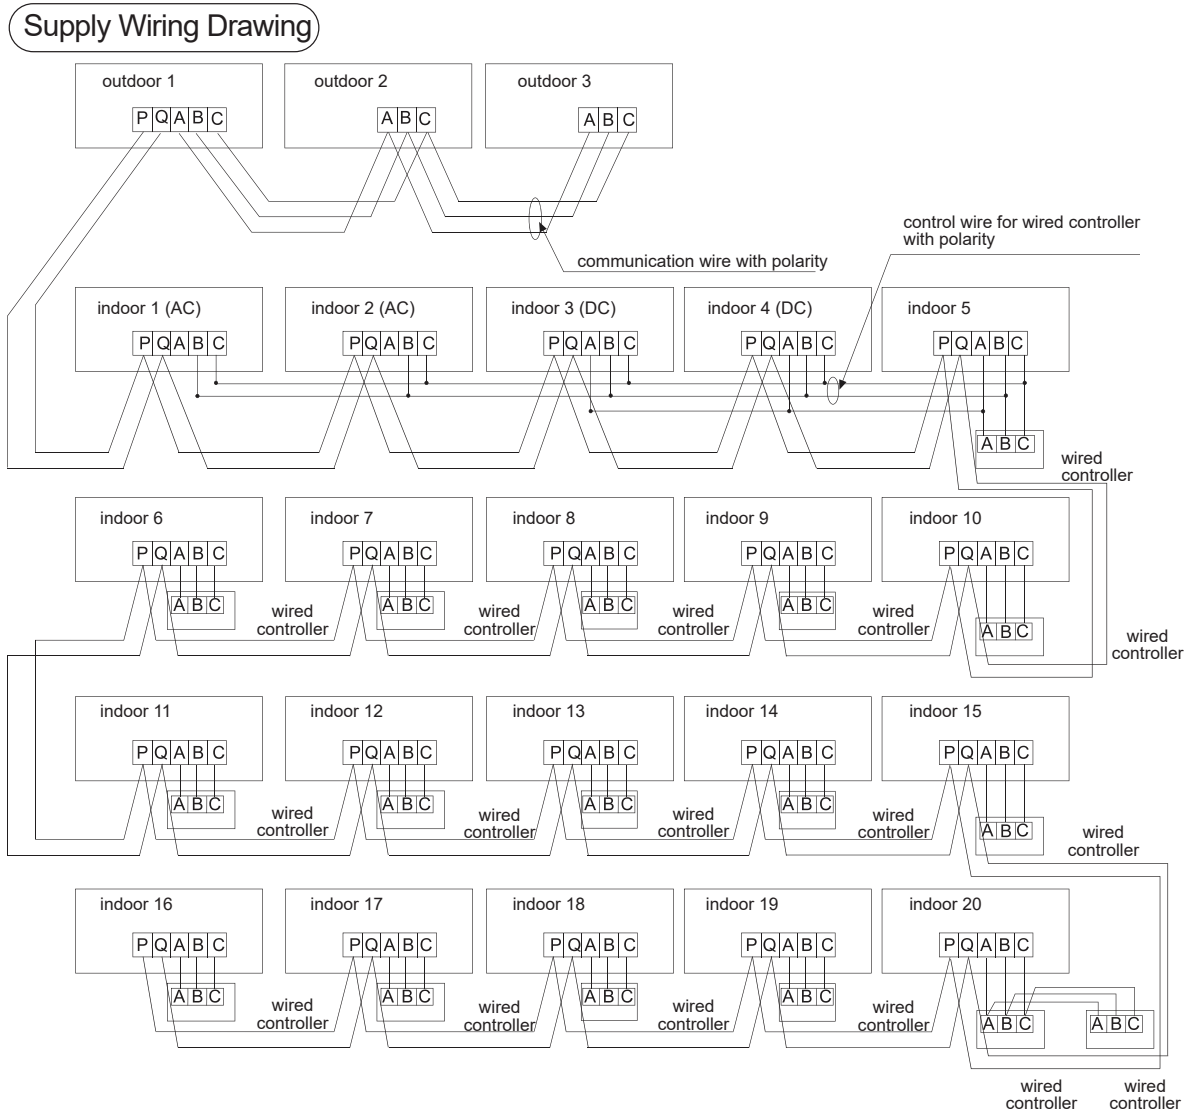 Supply Wiring Drawing
outdoor 1
P Q A B C
outdoor 2
A B C
outdoor 3
A B C
communication wire with polarity
control wire for wired controller
with polarity
indoor 1 (AC)
P Q A B C
indoor 2 (AC)
P Q A B C
indoor 3 (DC)
P Q A B C
indoor 4 (DC)
P Q A B C
indoor 5
P Q A B C
A B C
wired
controller
indoor 6
P Q A B C
A B C
wired
controller
indoor 7
P Q A B C
A B C
wired
controller
indoor 8
P Q A B C
A B C
wired
controller
indoor 9
P Q A B C
A B C
wired
controller
indoor 10
P Q A B C
A B C
wired
controller
indoor 11
P Q A B C
A B C
wired
controller
indoor 12
P Q A B C
A B C
wired
controller
indoor 13
P Q A B C
A B C
wired
controller
indoor 14
P Q A B C
A B C
wired
controller
indoor 15
P Q A B C
A B C
wired
controller
indoor 16
P Q A B C
A B C
wired
controller
indoor 17
P Q A B C
A B C
wired
controller
indoor 18
P Q A B C
A B C
wired
controller
indoor 19
P Q A B C
A B C
wired
controller
indoor 20
P Q A B C
A B C
A B C
wired
controller
wired
controller